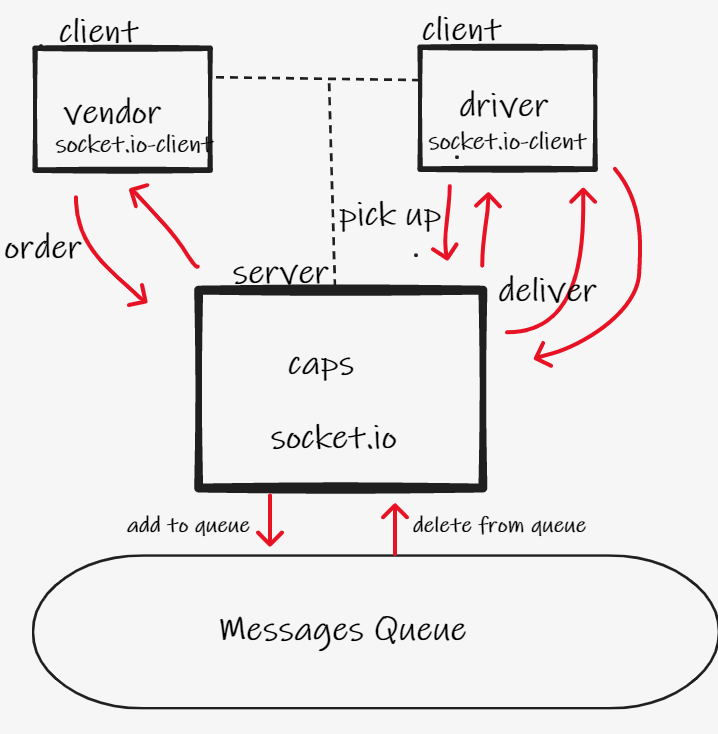 client
vendor
socket.io-client
client
driver
socket.io-client
order
pick up
deliver
server
caps
socket.io
add to queue
delete from queue
Messages Queue